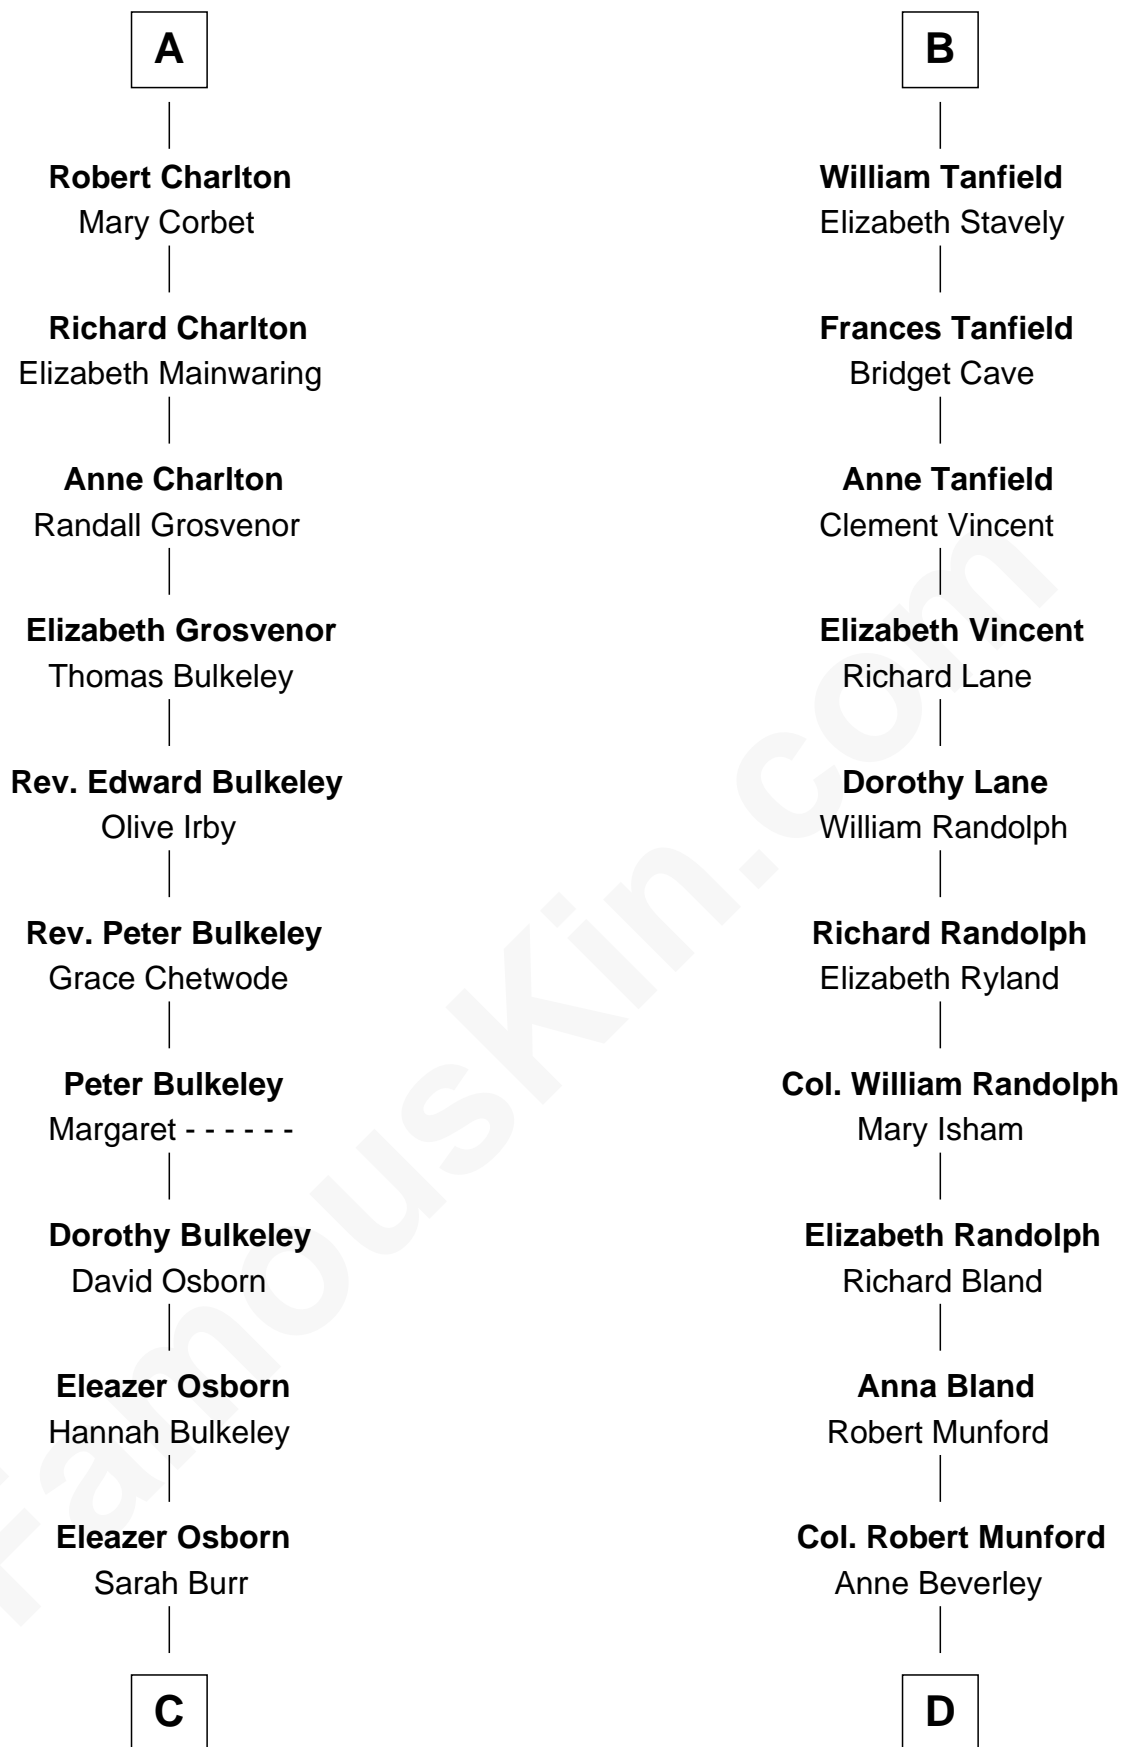 A
Robert Charlton
Mary Corbet
Richard Charlton
Elizabeth Mainwaring
Anne Charlton
Randall Grosvenor
Elizabeth Grosvenor
Thomas Bulkeley
Rev. Edward Bulkeley
Olive Irby
Rev. Peter Bulkeley
Grace Chetwode
Peter Bulkeley
Margaret - - - - - -
Dorothy Bulkeley
David Osborn
Eleazer Osborn
Hannah Bulkeley
Eleazer Osborn
Sarah Burr
C
B
William Tanfield
Elizabeth Stavely
Frances Tanfield
Bridget Cave
Anne Tanfield
Clement Vincent
Elizabeth Vincent
Richard Lane
Dorothy Lane
William Randolph
Richard Randolph
Elizabeth Ryland
Col. William Randolph
Mary Isham
Elizabeth Randolph
Richard Bland
Anna Bland
Robert Munford
Col. Robert Munford
Anne Beverley
D
FamousKin.com